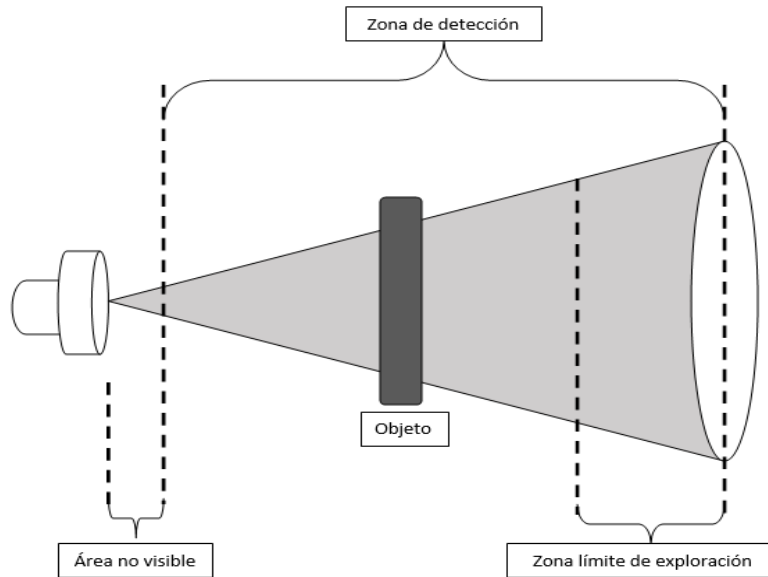 Zona de detección
Objeto
Área no visible
Zona límite de exploración